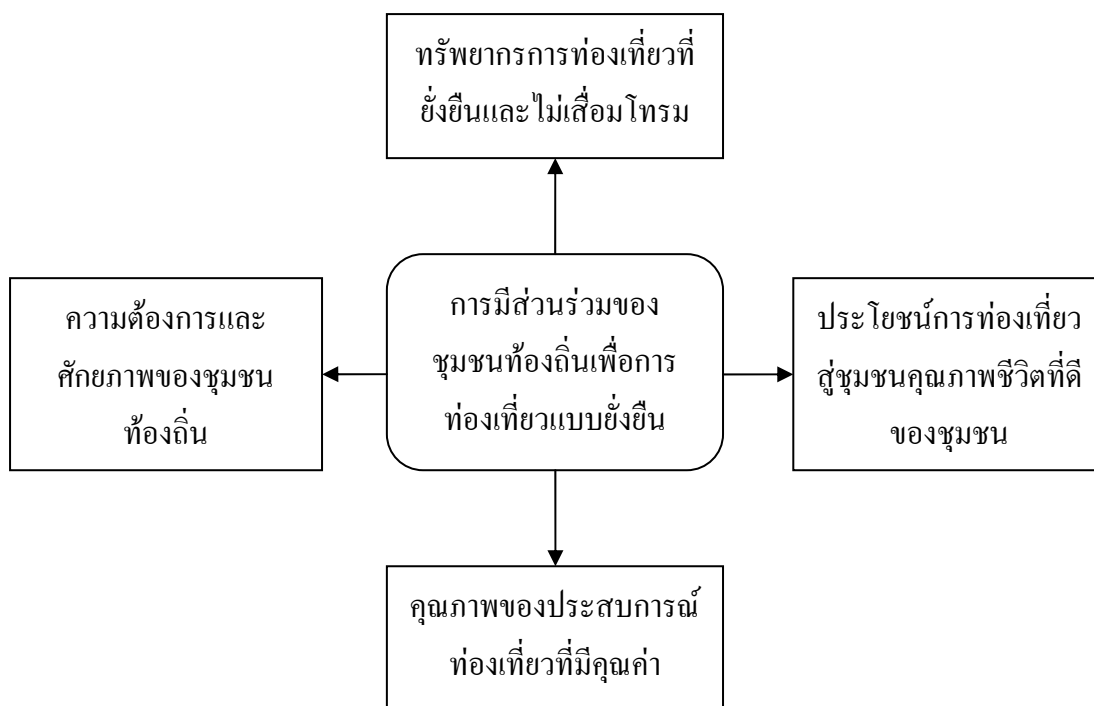 ทรัพยากรการท่องเที่ยวที่
ยั่งยืนและไม่เสื่อมโทรม
ความต้องการและ
ศักยภาพของชุมชน
ท้องถิ่น
การมีส่วนร่วมของ
ชุมชนท้องถิ่นเพื่อการ
ท่องเที่ยวแบบยั่งยืน
ประโยชน์การท่องเที่ยว
สู่ชุมชนคุณภาพชีวิตที่ดี
ของชุมชน
คุณภาพของประสบการณ์
ท่องเที่ยวที่มีคุณค่า